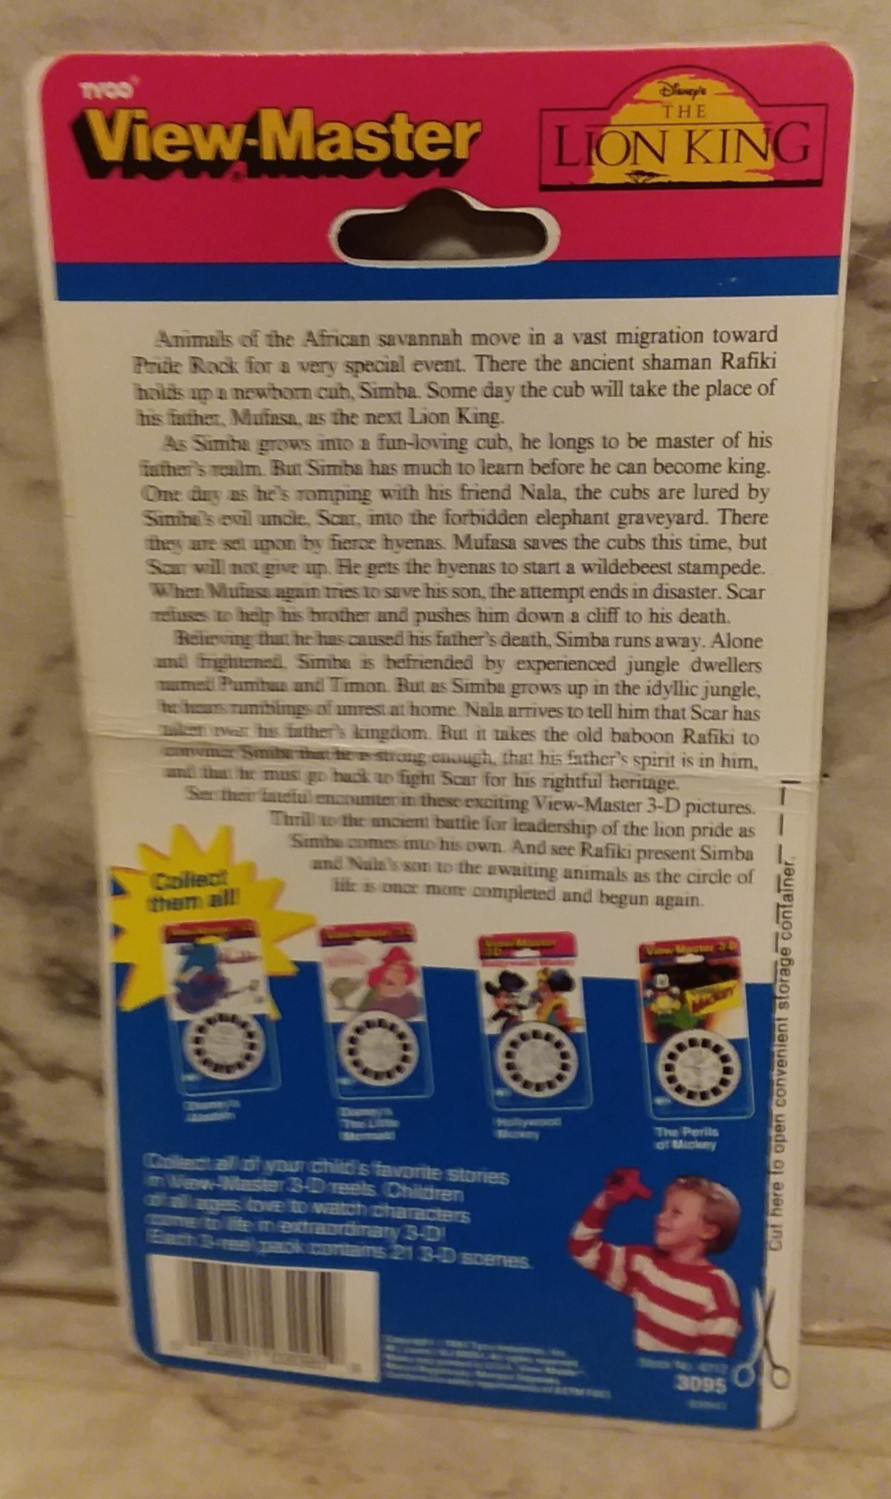 TYCO
View-Master
Disney's
THE
LION KING
Animals of the African savannah move in a vast migration toward
Pride Rock for a very special event. There the ancient shaman Rafiki
holds up a newborn cub, Simba. Some day the cub will take the place of
his father, Mufasa, as the next Lion King.
As Simba grows into a fun-loving cub, he longs to be master of his
father's realm. But Simba has much to learn before he can become king.
One day as he's romping with his friend Nala, the cubs are lured by
Simba's evil uncle, Scar, into the forbidden elephant graveyard. There
they are set upon by fierce hyenas. Mufasa saves the cubs this time, but
Scar will not give up. He gets the hyenas to start a wildebeest stampede.
When Mufasa again tries to save his son, the attempt ends in disaster. Scar
refuses to help his brother and pushes him down a cliff to his death.
Believing that he has caused his father's death, Simba runs away. Alone
and frightened, Simba is befriended by experienced jungle dwellers
named Pumbaa and Timon. But as Simba grows up in the idyllic jungle,
he hears rumblings of unrest at home. Nala arrives to tell him that Scar has
taken over his father's kingdom. But it takes the old baboon Rafiki to
convince Simba that he is strong enough, that his father's spirit is in him,
and that he must go back to fight Scar for his rightful heritage.
See their fateful encounter in these exciting View-Master 3-D pictures.
Thrill to the ancient battle for leadership of the lion pride as
Simba comes into his own. And see Rafiki present Simba
and Nala's son to the awaiting animals as the circle of
life is once more completed and begun again.
Collect
them all!
Disney's
Aladdin
Disney's
The Little
Mermaid
Hollywood
Mickey
The Perils
of Mickey
Collect all of your child's favorite stories
in View-Master 3-D reels. Children
of all ages love to watch characters
come to life in extraordinary 3-D!
Each 3-reel pack contains 21 3-D scenes.
Cut here to open convenient storage container.
Stock No.
3095